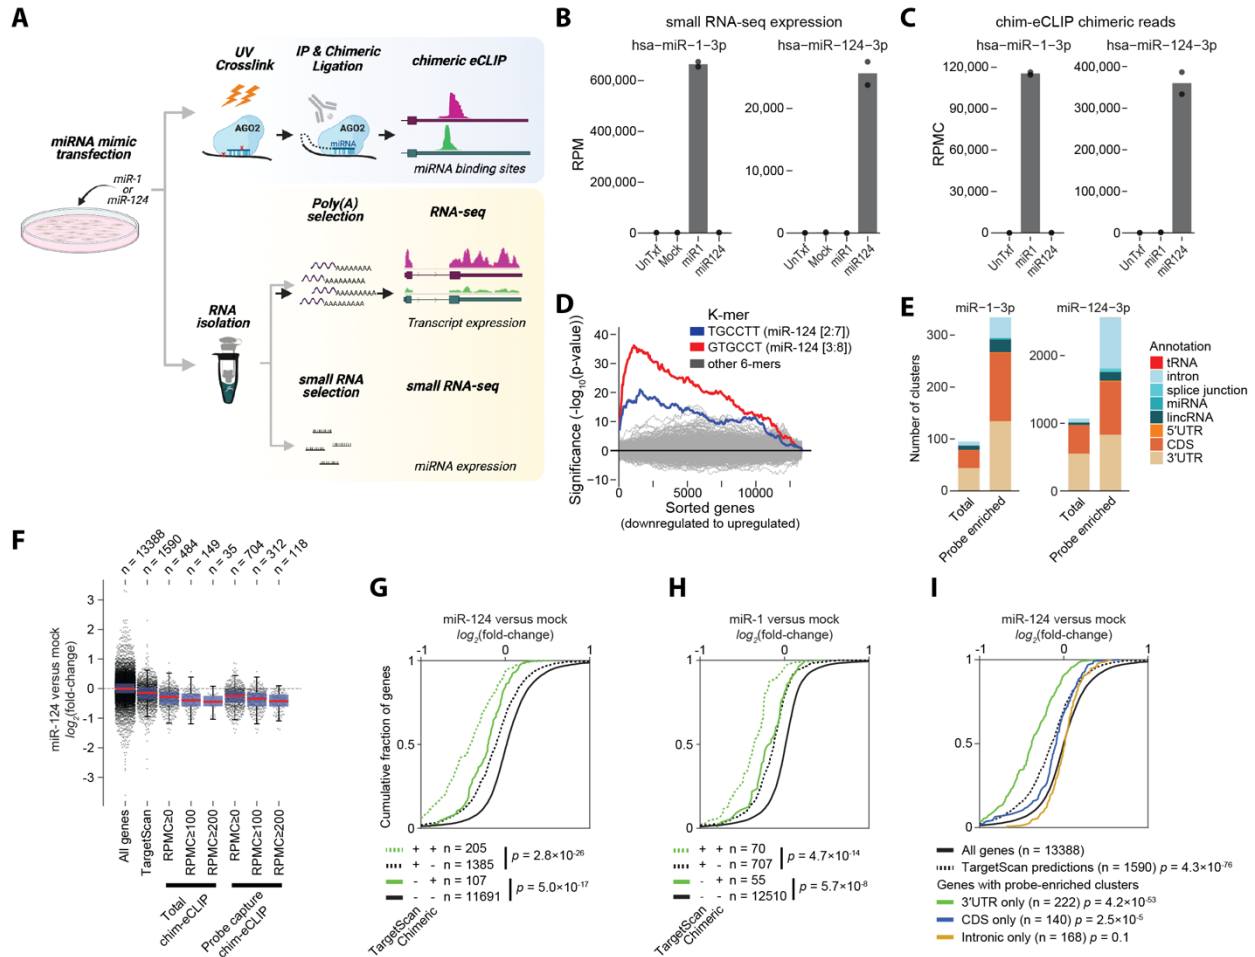 A
UV
Crosslink
IP & Chimeric
Ligation
chimeric eCLIP
AGO2
AGO2
miRNA
miRNA binding sites
miRNA mimic
transfection
miR-1
or
miR-124
Poly(A)
selection
RNA-seq
AAAAAAAA
AAAAAAAA
AAAAAAAAA
AAAAAAAA
Transcript expression
RNA
isolation
small RNA
selection
small RNA-seq
miRNA expression
B
small RNA-seq expression
hsa−miR−1−3p
hsa−miR−124−3p
RPM
600,000
400,000
200,000
0
20,000
10,000
0
UnTxf
Mock
miR1
miR124
UnTxf
Mock
miR1
miR124
C
chim-eCLIP chimeric reads
hsa−miR−1−3p
hsa−miR−124−3p
RPMC
120,000
90,000
60,000
30,000
0
400,000
300,000
200,000
100,000
0
UnTxf
miR1
miR124
UnTxf
miR1
miR124
D
K-mer
TGCCTT (miR-124 [2:7])
GTGCCT (miR-124 [3:8])
other 6-mers
Significance (-log10(p-value))
40
30
20
10
0
−10
0
5000
10000
Sorted genes
(downregulated to upregulated)
E
miR−1−3p
miR−124−3p
Number of clusters
300
200
100
0
2000
1000
0
Total
Probe enriched
Total
Probe enriched
Annotation
tRNA
intron
splice junction
miRNA
lincRNA
5′UTR
CDS
3′UTR
F
n = 13388
n = 1590
n = 484
n = 149
n = 35
n = 704
n = 312
n = 118
miR-124 versus mock
log2(fold-change)
3
2
1
0
-1
-2
-3
All genes
TargetScan
RPMC≥0
RPMC≥100
RPMC≥200
RPMC≥0
RPMC≥100
RPMC≥200
Total
chim-eCLIP
Probe capture
chim-eCLIP
G
miR-124 versus mock
log2(fold-change)
-1
0
1
Cumulative fraction of genes
1
0.5
0
+ + n = 205
+ - n = 1385
p = 2.8×10-26
- + n = 107
- - n = 11691
p = 5.0×10-17
TargetScan
Chimeric
H
miR-1 versus mock
log2(fold-change)
-1
0
1
1
0.5
0
+ + n = 70
+ - n = 707
p = 4.7×10-14
- + n = 55
- - n = 12510
p = 5.7×10-8
TargetScan
Chimeric
I
miR-124 versus mock
log2(fold-change)
-1
0
1
1
0.5
0
All genes (n = 13388)
TargetScan predictions (n = 1590) p = 4.3×10-76
Genes with probe-enriched clusters
3′UTR only (n = 222) p = 4.2×10-53
CDS only (n = 140) p = 2.5×10-5
Intronic only (n = 168) p = 0.1